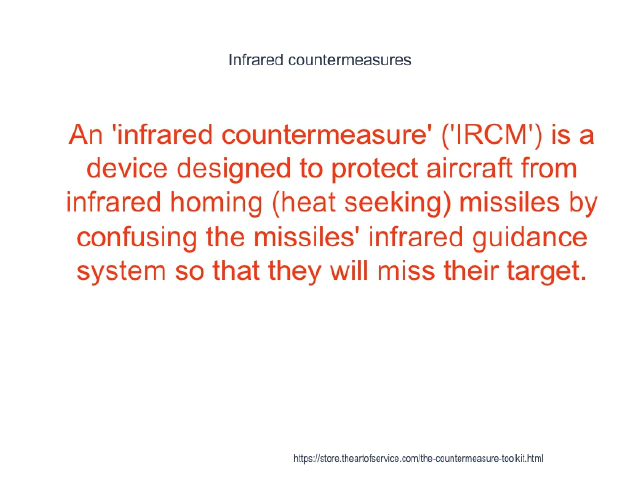 Infrared countermeasures
An 'infrared countermeasure' ('IRCM') is a
device designed to protect aircraft from
infrared homing (heat seeking) missiles by
confusing the missiles' infrared guidance
system so that they will miss their target.
https://store.theartofservice.com/the-countermeasure-toolkit.html